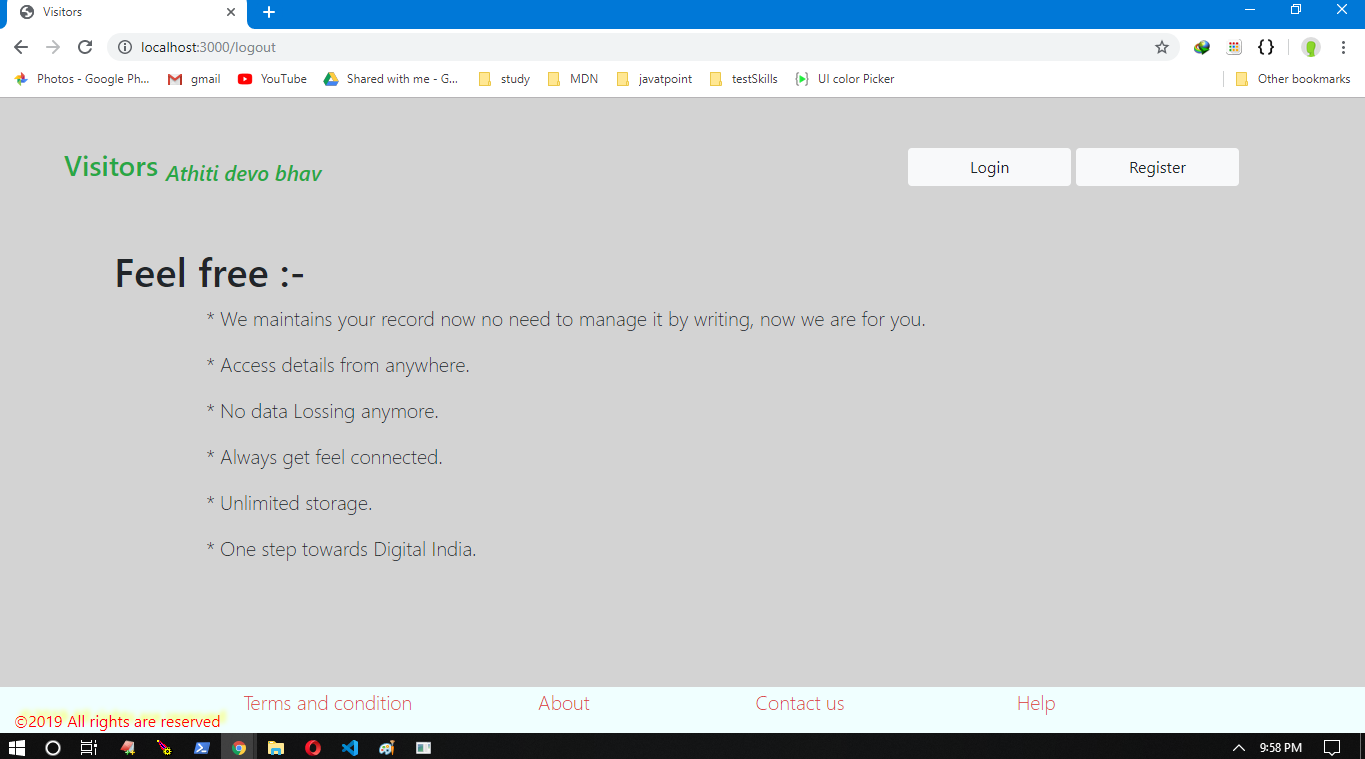 Visitors
localhost:3000/logout
Photos - Google Ph... gmail YouTube Shared with me - G... study MDN javatpoint testSkills UI color Picker Other bookmarks
Visitors Athiti devo bhav
Login Register
Feel free :-
* We maintains your record now no need to manage it by writing, now we are for you.
* Access details from anywhere.
* No data Lossing anymore.
* Always get feel connected.
* Unlimited storage.
* One step towards Digital India.
Terms and condition About Contact us Help
©2019 All rights are reserved
9:58 PM